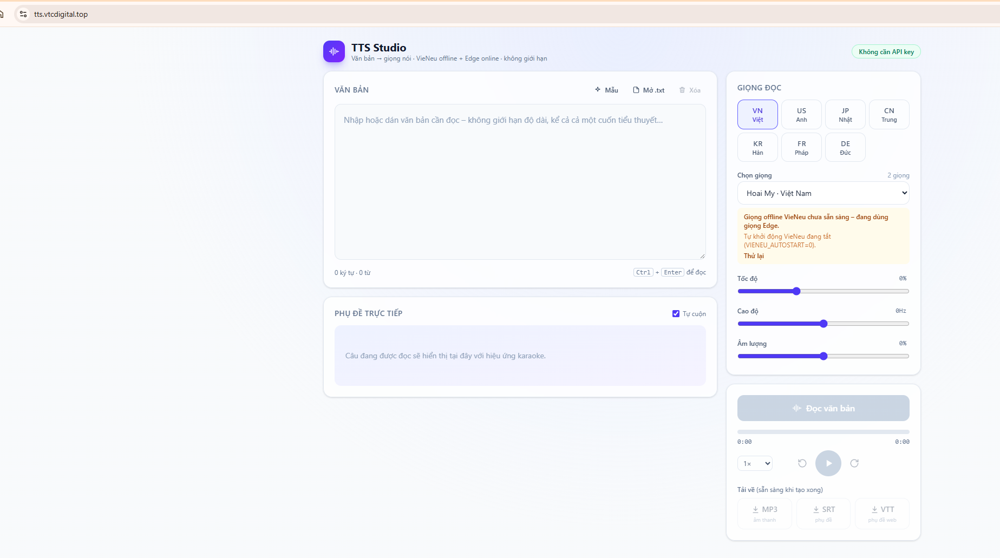 tts.vtcdigital.top
TTS Studio
Văn bản → giọng nói · VieNeu offline + Edge online · không giới hạn
Không cần API key
VĂN BẢN
Mẫu
Mở .txt
Xóa
Nhập hoặc dán văn bản cần đọc – không giới hạn độ dài, kể cả cả một cuốn tiểu thuyết...
0 ký tự · 0 từ
Ctrl + Enter để đọc
PHỤ ĐỀ TRỰC TIẾP
Tự cuộn
Câu đang được đọc sẽ hiển thị tại đây với hiệu ứng karaoke.
GIỌNG ĐỌC
VN
Việt
US
Anh
JP
Nhật
CN
Trung
KR
Hàn
FR
Pháp
DE
Đức
Chọn giọng
2 giọng
Hoai My · Việt Nam
Giọng offline VieNeu chưa sẵn sàng – đang dùng
giọng Edge.
Tự khởi động VieNeu đang tắt
(VIENEU_AUTOSTART=0).
Thử lại
Tốc độ
0%
Cao độ
0Hz
Âm lượng
0%
Đọc văn bản
0:00
0:00
1×
Tải về (sẵn sàng khi tạo xong)
MP3
âm thanh
SRT
phụ đề
VTT
phụ đề web